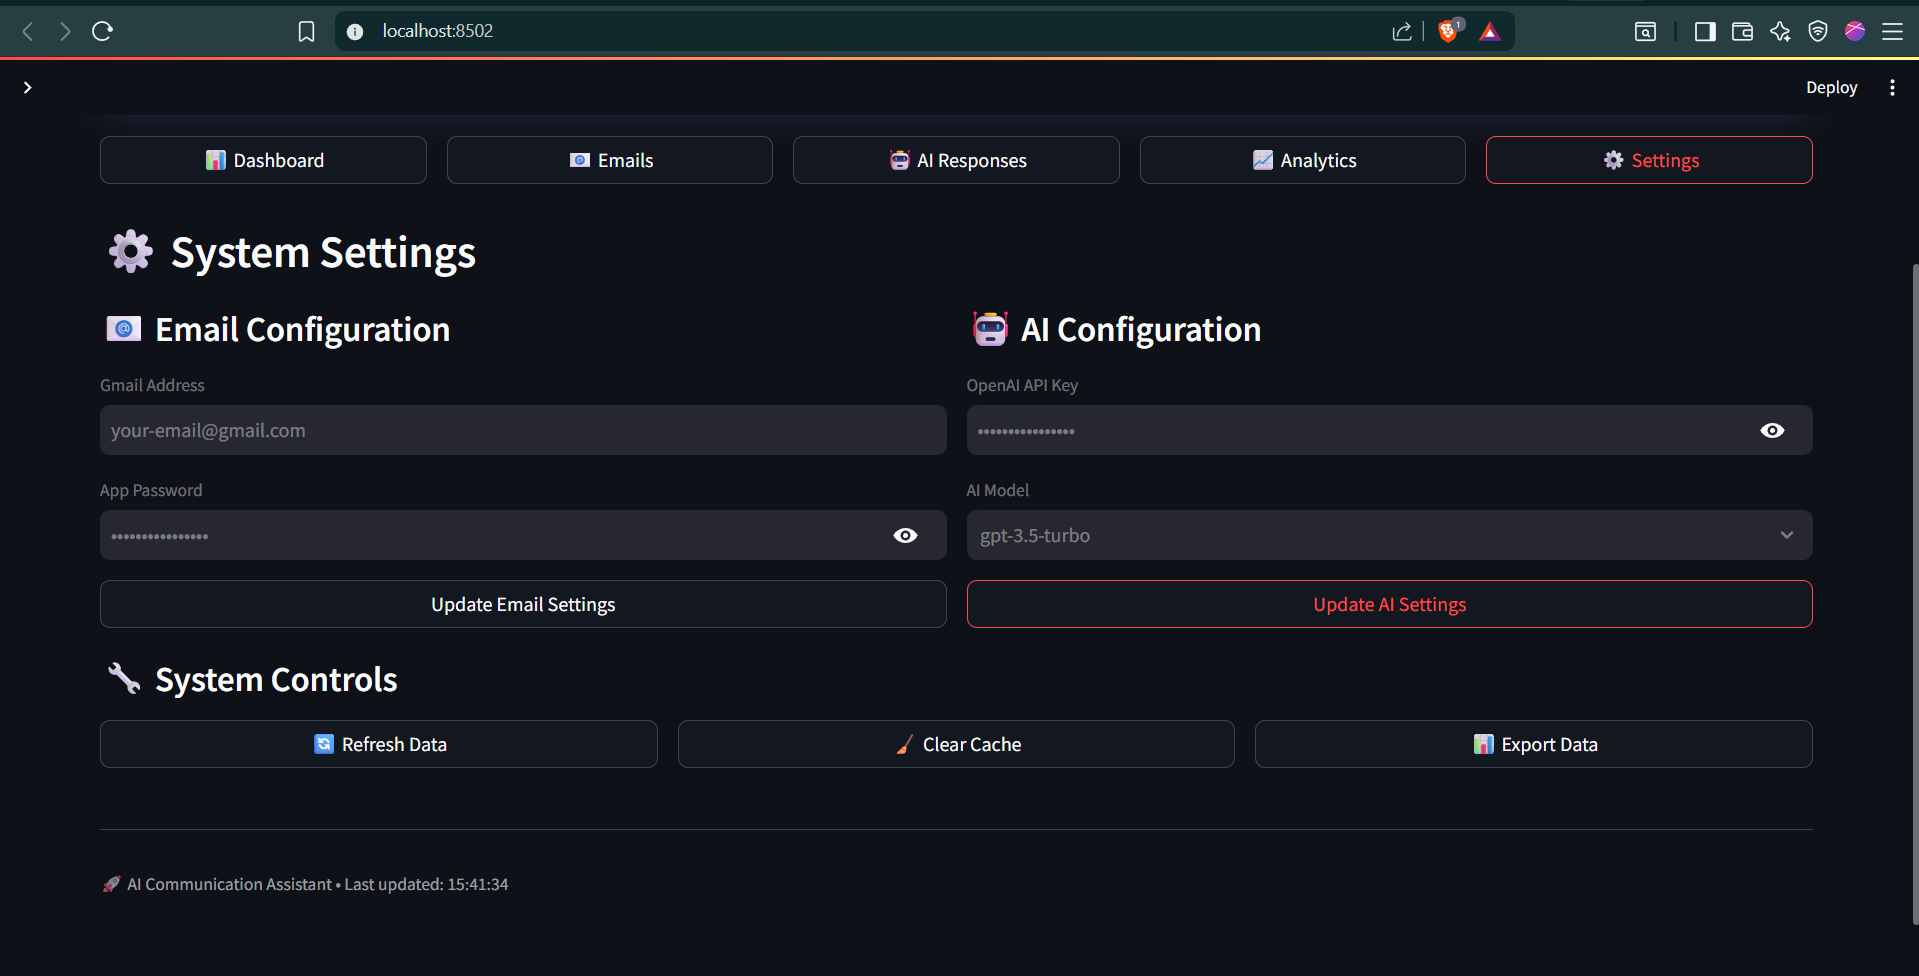 localhost:8502
1
Deploy
Dashboard
Emails
AI Responses
Analytics
Settings
System Settings
Email Configuration
Gmail Address
your-email@gmail.com
App Password
••••••••••••••••
Update Email Settings
AI Configuration
OpenAI API Key
••••••••••••••••
AI Model
gpt-3.5-turbo
Update AI Settings
System Controls
Refresh Data
Clear Cache
Export Data
AI Communication Assistant • Last updated: 15:41:34